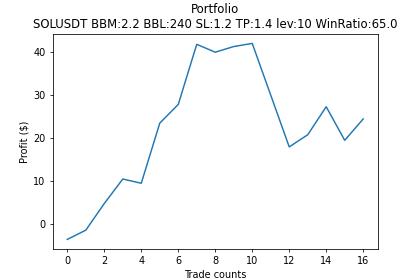 Portfolio
SOLUSDT BBM:2.2 BBL:240 SL:1.2 TP:1.4 lev:10 WinRatio:65.0
Profit ($)
40
30
20
10
0
0 2 4 6 8 10 12 14 16
Trade counts